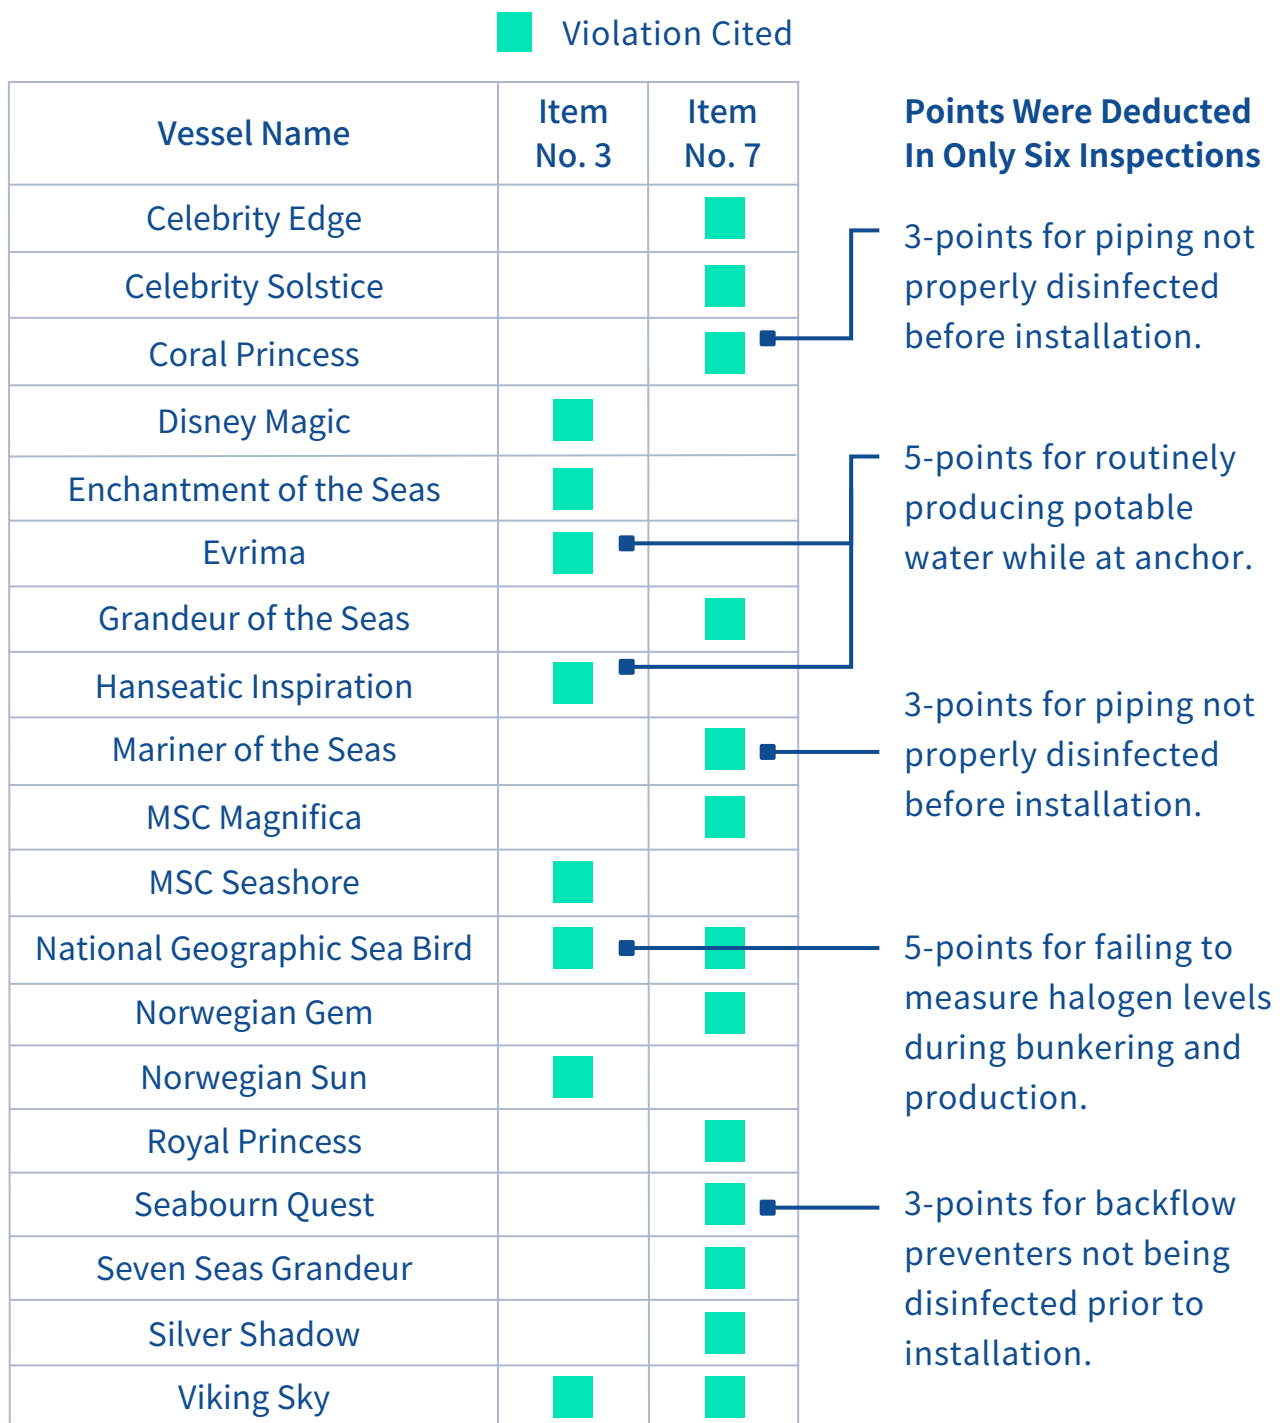 Violation Cited
Vessel Name
Item
No. 3
Item
No. 7
Celebrity Edge
Celebrity Solstice
Coral Princess
Disney Magic
Enchantment of the Seas
Evrima
Grandeur of the Seas
Hanseatic Inspiration
Mariner of the Seas
MSC Magnifica
MSC Seashore
National Geographic Sea Bird
Norwegian Gem
Norwegian Sun
Royal Princess
Seabourn Quest
Seven Seas Grandeur
Silver Shadow
Viking Sky
Points Were Deducted
In Only Six Inspections
3-points for piping not
properly disinfected
before installation.
5-points for routinely
producing potable
water while at anchor.
3-points for piping not
properly disinfected
before installation.
5-points for failing to
measure halogen levels
during bunkering and
production.
3-points for backflow
preventers not being
disinfected prior to
installation.